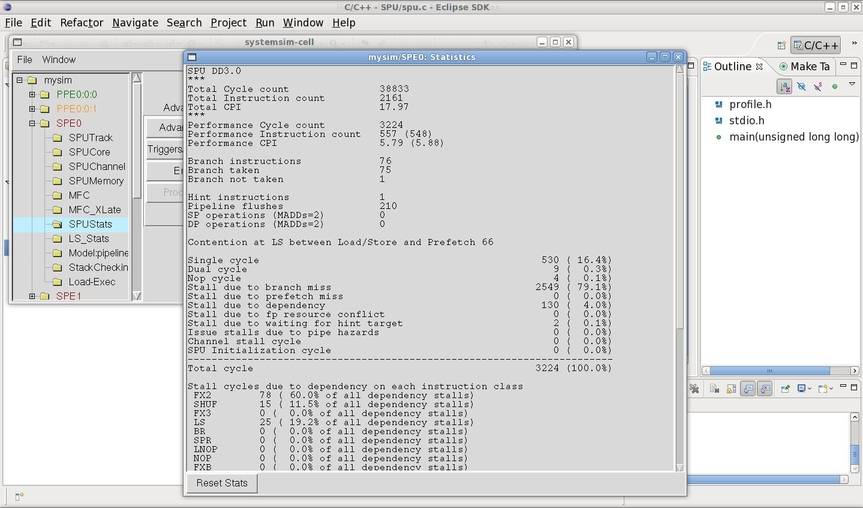 C/C++ - SPU/spu.c - Eclipse SDK
File Edit Refactor Navigate Search Project Run Window Help
C/C++
systemsim-cell
File Window
mysim
PPE0:0:0
PPE0:0:1
SPE0
SPUTrack
SPUCore
SPUChannel
SPUMemory
MFC
MFC_XLate
SPUStats
LS_Stats
Model:pipeline
StackCheckin
Load-Exec
SPE1
Adva
Advan
Triggers/
E
Proc
mysim/SPE0: Statistics
SPU DD3.0
***
Total Cycle count 38833
Total Instruction count 2161
Total CPI 17.97
***
Performance Cycle count 3224
Performance Instruction count 557 (548)
Performance CPI 5.79 (5.88)
Branch instructions 76
Branch taken 75
Branch not taken 1
Hint instructions 1
Pipeline flushes 210
SP operations (MADDs=2) 0
DP operations (MADDs=2) 0
Contention at LS between Load/Store and Prefetch 66
Single cycle 530 ( 16.4%)
Dual cycle 9 ( 0.3%)
Nop cycle 4 ( 0.1%)
Stall due to branch miss 2549 ( 79.1%)
Stall due to prefetch miss 0 ( 0.0%)
Stall due to dependency 130 ( 4.0%)
Stall due to fp resource conflict 0 ( 0.0%)
Stall due to waiting for hint target 2 ( 0.1%)
Issue stalls due to pipe hazards 0 ( 0.0%)
Channel stall cycle 0 ( 0.0%)
SPU Initialization cycle 0 ( 0.0%)
Total cycle 3224 (100.0%)
Stall cycles due to dependency on each instruction class
FX2 78 ( 60.0% of all dependency stalls)
SHUF 15 ( 11.5% of all dependency stalls)
FX3 0 ( 0.0% of all dependency stalls)
LS 25 ( 19.2% of all dependency stalls)
BR 0 ( 0.0% of all dependency stalls)
SPR 0 ( 0.0% of all dependency stalls)
LNOP 0 ( 0.0% of all dependency stalls)
NOP 0 ( 0.0% of all dependency stalls)
FXB 0 ( 0.0% of all dependency stalls)
Reset Stats
Outline Make Ta
profile.h
stdio.h
main(unsigned long long)